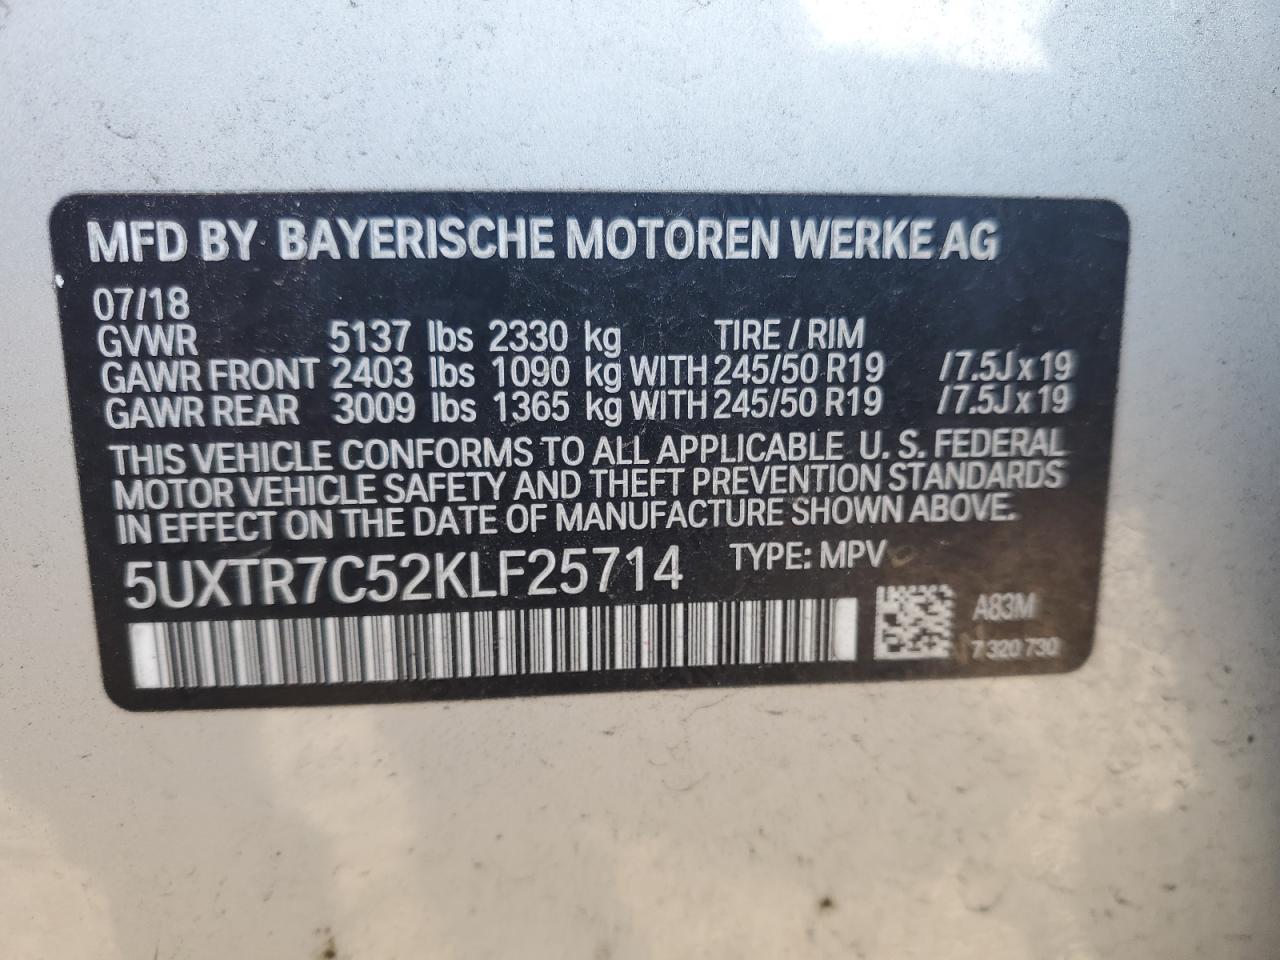 MFD BY BAYERISCHE MOTOREN WERKE AG
07/18
GVWR 5137 lbs 2330 kg TIRE / RIM
GAWR FRONT 2403 lbs 1090 kg WITH 245/50 R19 /7.5J x 19
GAWR REAR 3009 lbs 1365 kg WITH 245/50 R19 /7.5J x 19
THIS VEHICLE CONFORMS TO ALL APPLICABLE U. S. FEDERAL
MOTOR VEHICLE SAFETY AND THEFT PREVENTION STANDARDS
IN EFFECT ON THE DATE OF MANUFACTURE SHOWN ABOVE.
5UXTR7C52KLF25714 TYPE: MPV
A83M
7 320 730